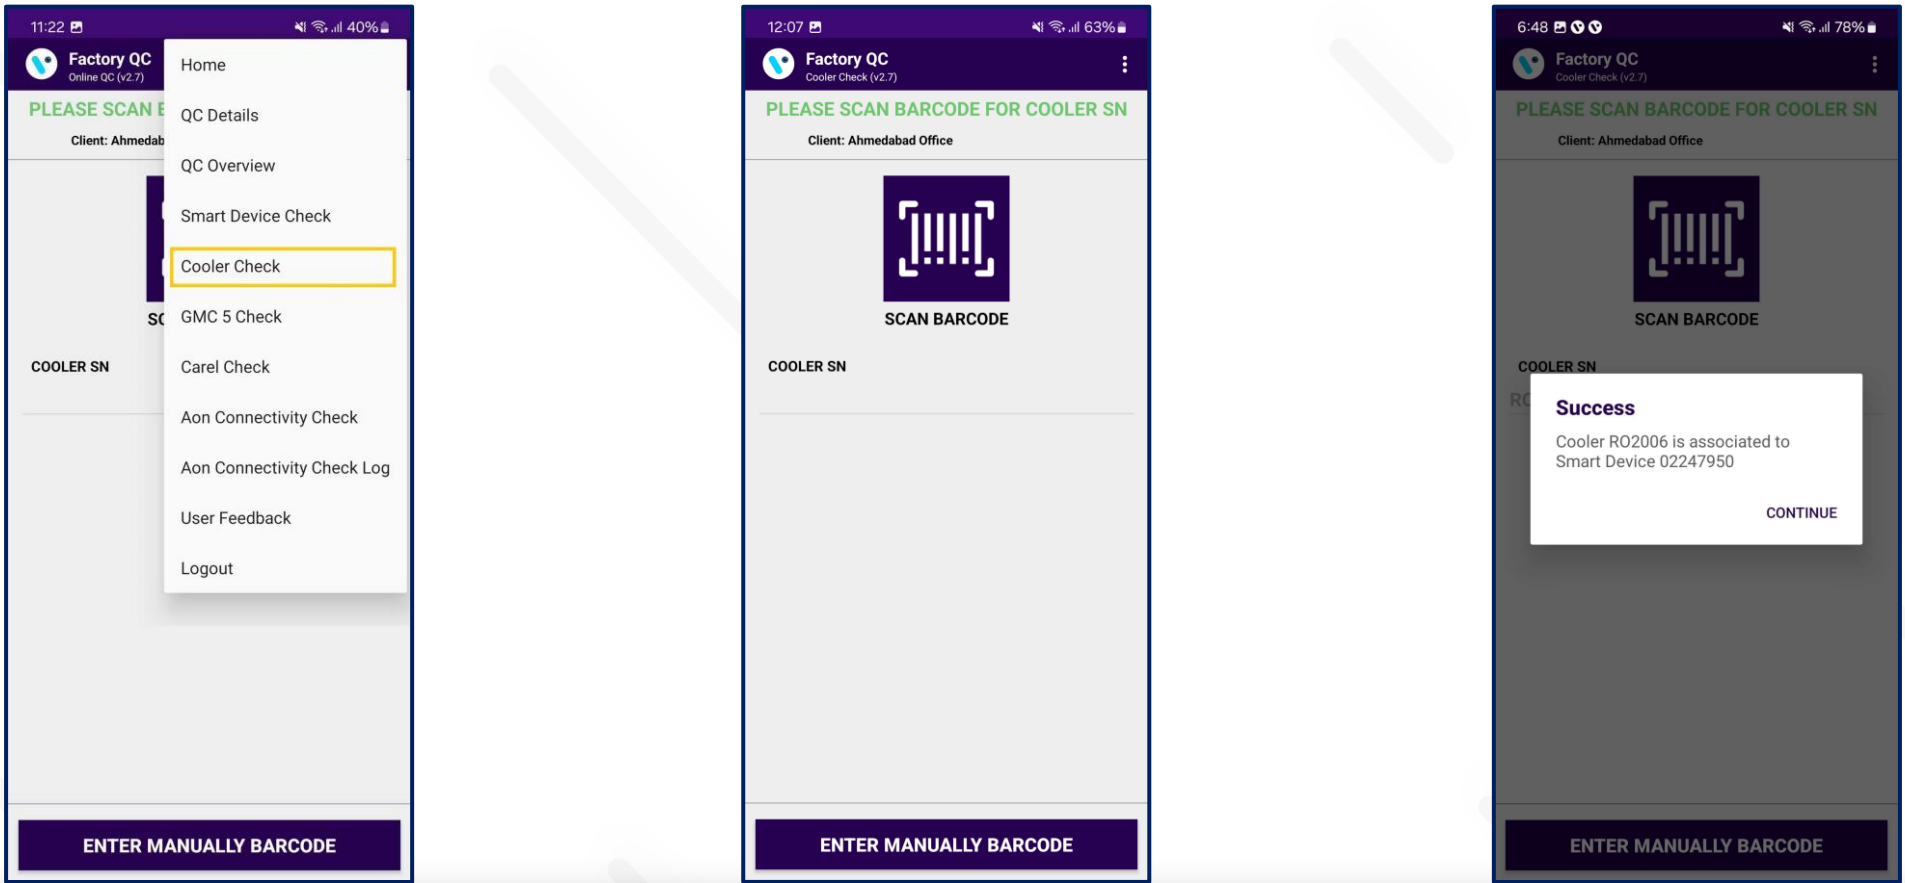 11:22
40%
Factory QC
Online QC (v2.7)
PLEASE SCAN B
Client: Ahmedab
Home
QC Details
QC Overview
Smart Device Check
Cooler Check
GMC 5 Check
Carel Check
Aon Connectivity Check
Aon Connectivity Check Log
User Feedback
Logout
SC
COOLER SN
ENTER MANUALLY BARCODE
12:07
63%
Factory QC
Cooler Check (v2.7)
PLEASE SCAN BARCODE FOR COOLER SN
Client: Ahmedabad Office
SCAN BARCODE
COOLER SN
ENTER MANUALLY BARCODE
6:48
78%
Factory QC
Cooler Check (v2.7)
PLEASE SCAN BARCODE FOR COOLER SN
Client: Ahmedabad Office
SCAN BARCODE
COOLER SN
RO
Success
Cooler RO2006 is associated to
Smart Device 02247950
CONTINUE
ENTER MANUALLY BARCODE